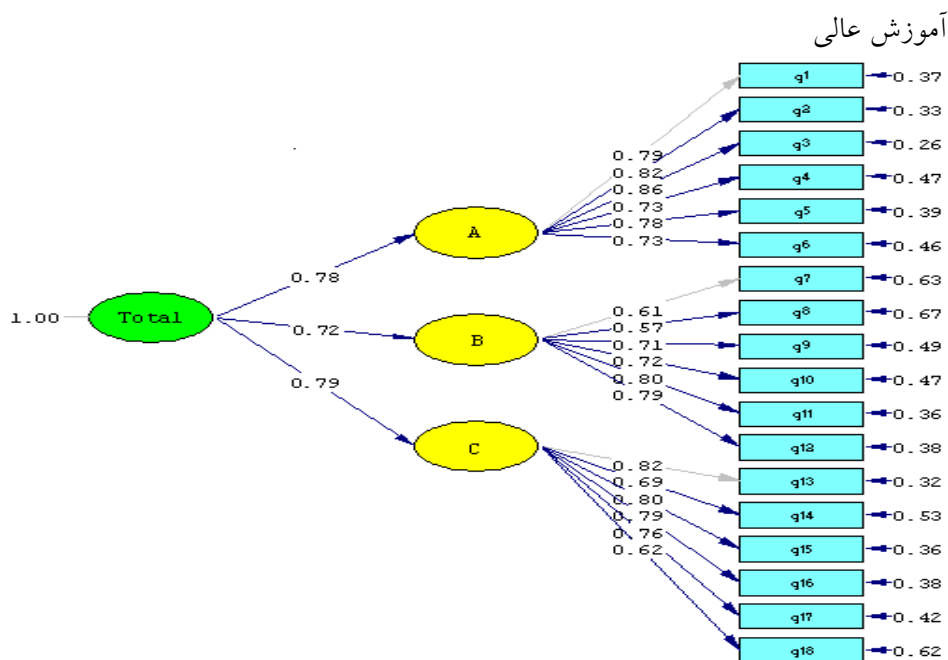 آموزش عالی
q1 0.37
q2 0.33
q3 0.26
0.79
0.82
0.86
q4 0.47
0.73
q5 0.39
0.78
A
0.73
q6 0.46
0.78
q7 0.63
1.00 Total
0.61
q8 0.67
0.72
0.57
B
0.71
q9 0.49
0.72
q10 0.47
0.79
0.80
0.79
q11 0.36
C
q12 0.38
0.82
q13 0.32
0.69
0.80
q14 0.53
0.79
0.76
q15 0.36
0.62
q16 0.38
q17 0.42
q18 0.62